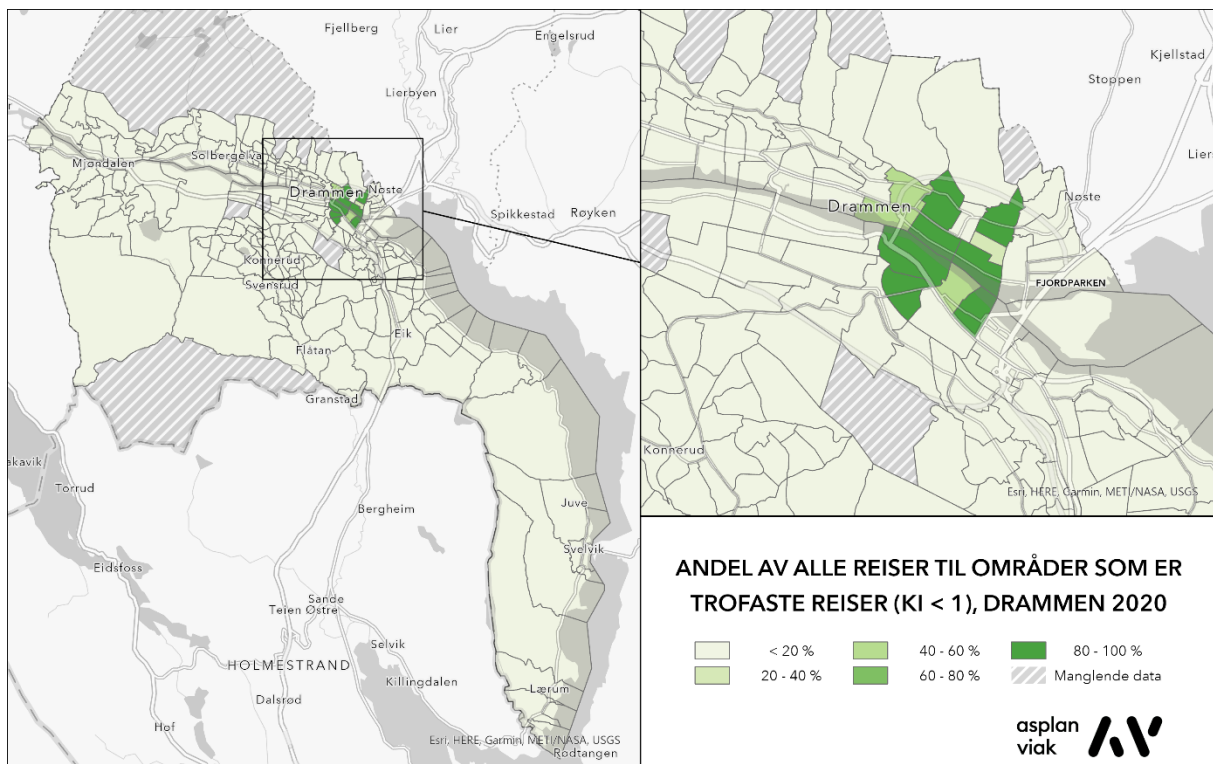 Fjellberg
Lier
Engelsrud
Lierbyen
Mjøndalen
Solbergelva
Drammen
Nøste
Spikkestad
Røyken
Konnerud
Svensrud
Eik
Flåtan
Granstad
akavik
Torrud
Bergheim
Juve
Eidsfoss
Svelvik
Sande
Teien Østre
Selvik
HOLMESTRAND
Killingdalen
Dalsrød
Lærum
Hof
Esri, HERE, Garmin, METI/NASA, USGS
Rødtangen
Kjellstad
Stoppen
Lier
Nøste
Drammen
FJORDPARKEN
Konnerud
Esri, HERE, Garmin, METI/NASA, USGS
ANDEL AV ALLE REISER TIL OMRÅDER SOM ER
TROFASTE REISER (KI < 1), DRAMMEN 2020
< 20 %
40 - 60 %
80 - 100 %
20 - 40 %
60 - 80 %
Manglende data
asplan
viak